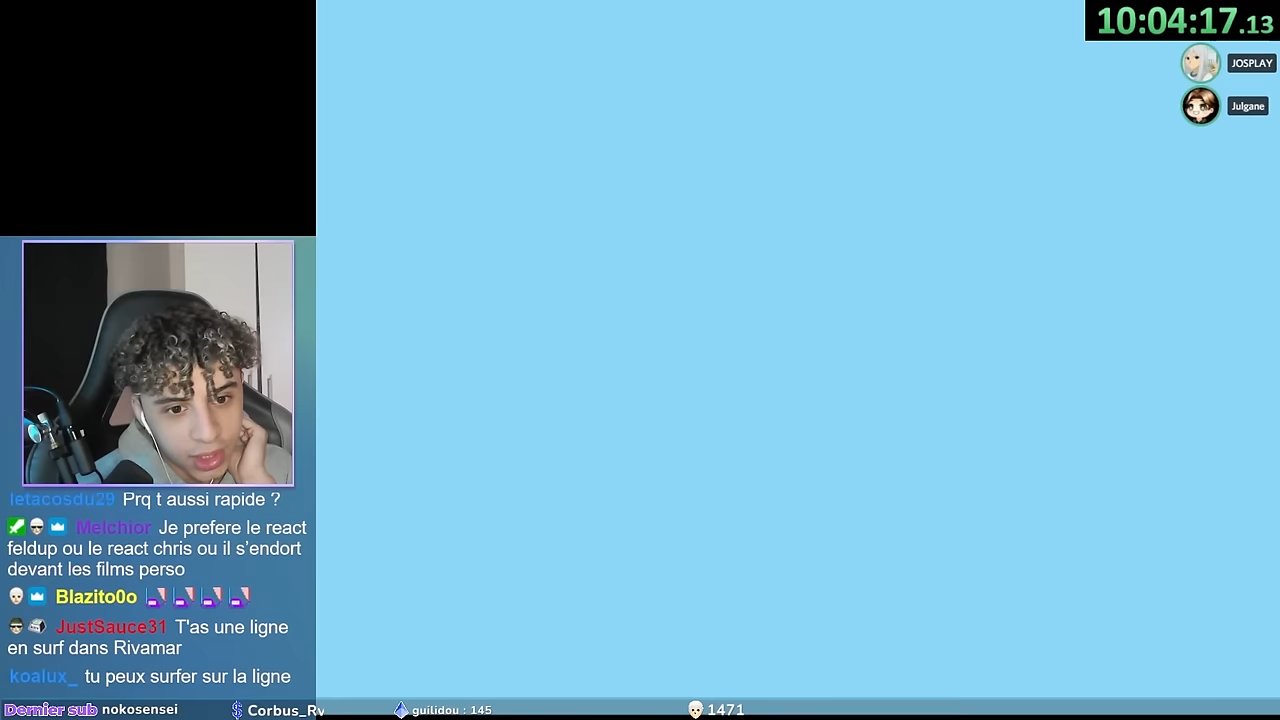 10:04:17.13
JOSPLAY
Julgane
letacosdu29 Prq t aussi rapide ?
Melchior Je prefere le react
feldup ou le react chris ou il s'endort
devant les films perso
Blazito0o
JustSauce31 T'as une ligne
en surf dans Rivamar
koalux_ tu peux surfer sur la ligne
Dernier sub nokosensei
Corbus_Ry
guilidou : 145
1471